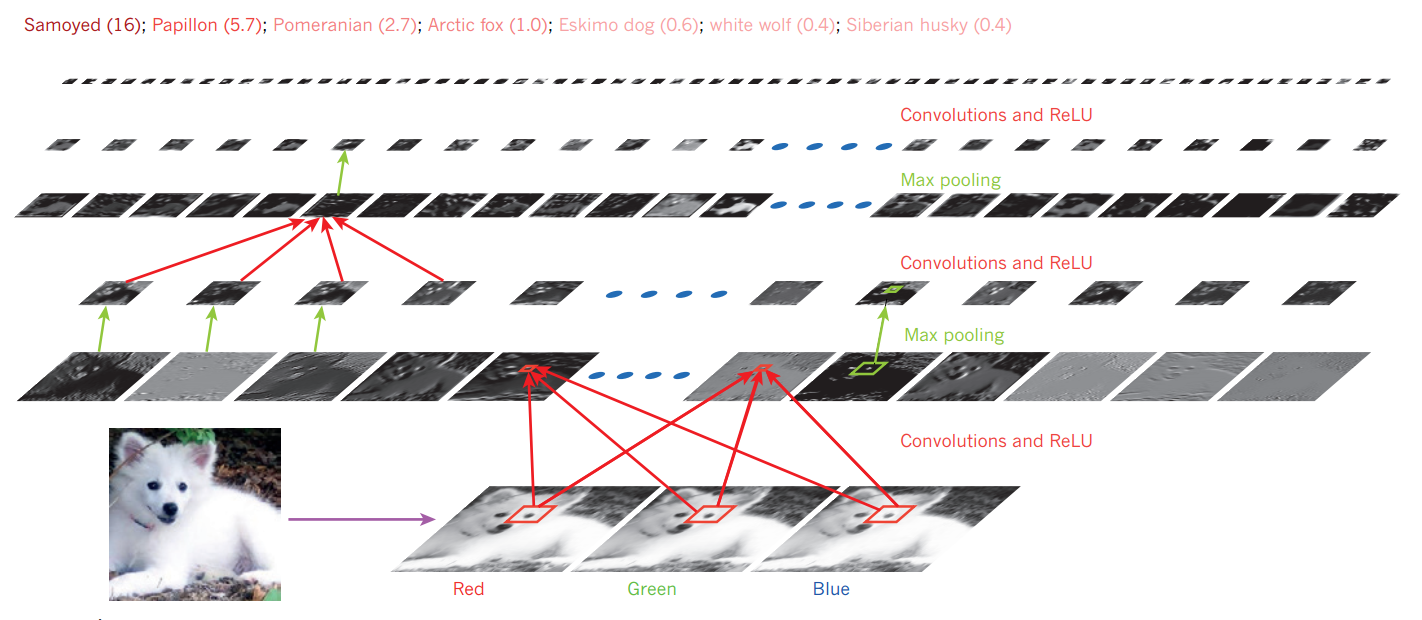 Samoyed (16); Papillon (5.7); Pomeranian (2.7); Arctic fox (1.0); Eskimo dog (0.6); white wolf (0.4); Siberian husky (0.4)
Convolutions and ReLU
Max pooling
Convolutions and ReLU
Max pooling
Convolutions and ReLU
Red
Green
Blue